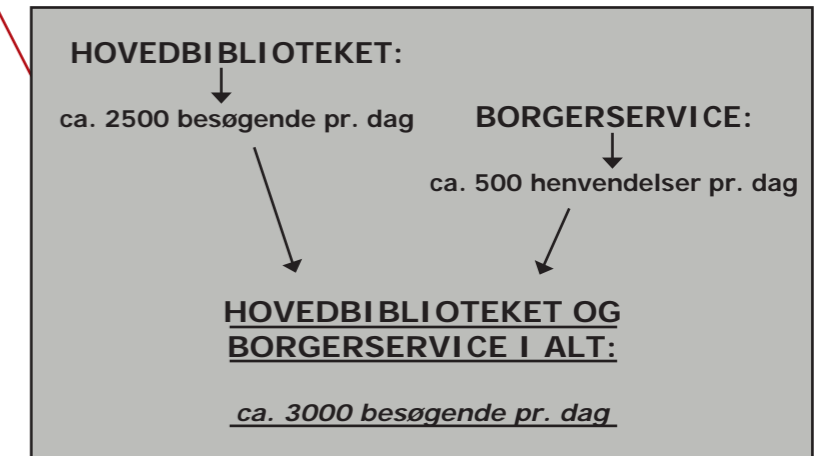 HOVEDBIBLIOTEKET:
ca. 2500 besøgende pr. dag
BORGERSERVICE:
ca. 500 henvendelser pr. dag
HOVEDBIBLIOTEKET OG
BORGERSERVICE I ALT:
ca. 3000 besøgende pr. dag